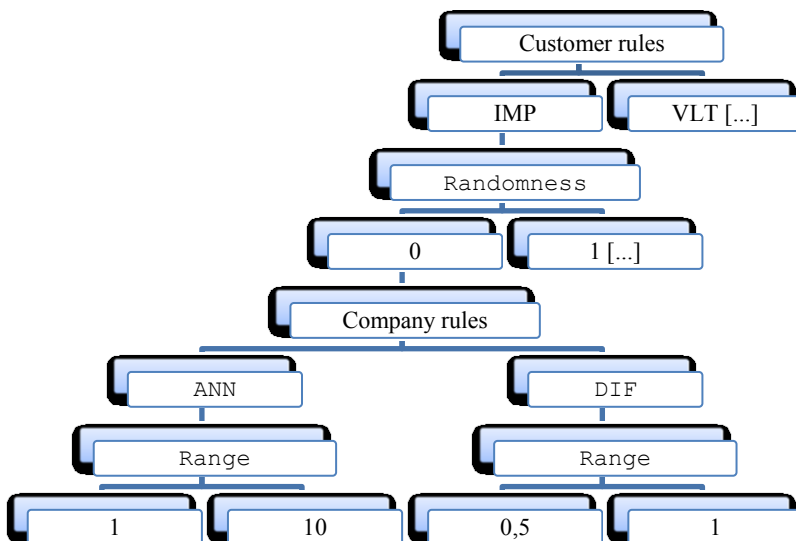 Customer rules
IMP
VLT [...]
Randomness
0
1 [...]
Company rules
ANN
DIF
Range
Range
1
10
0,5
1